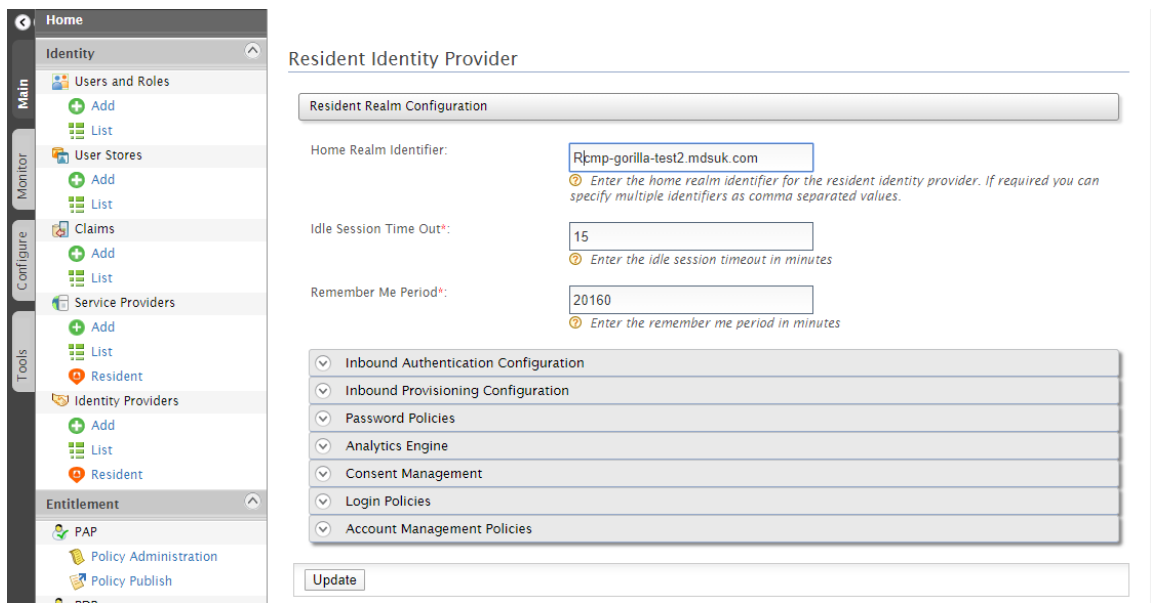 Home
Identity
Users and Roles
Add
List
User Stores
Add
List
Claims
Add
List
Service Providers
Add
List
Resident
Identity Providers
Add
List
Resident
Entitlement
PAP
Policy Administration
Policy Publish
Main
Monitor
Configure
Tools
Resident Identity Provider
Resident Realm Configuration
Home Realm Identifier:
Rcmp-gorilla-test2.mdsuk.com
Enter the home realm identifier for the resident identity provider. If required you can
specify multiple identifiers as comma separated values.
Idle Session Time Out*:
15
Enter the idle session timeout in minutes
Remember Me Period*:
20160
Enter the remember me period in minutes
Inbound Authentication Configuration
Inbound Provisioning Configuration
Password Policies
Analytics Engine
Consent Management
Login Policies
Account Management Policies
Update